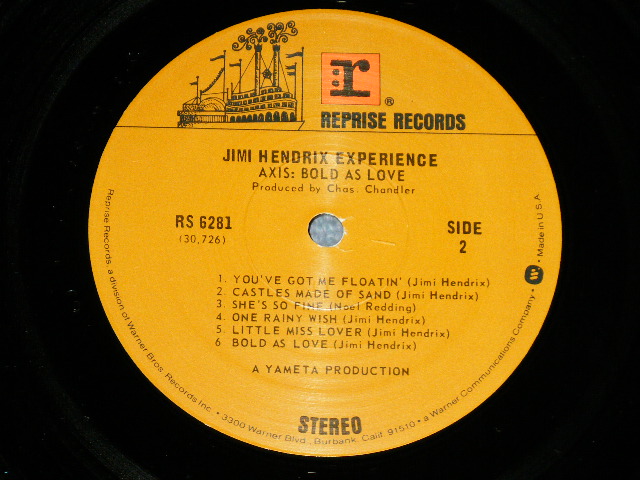 r
®
REPRISE RECORDS
JIMI HENDRIX EXPERIENCE
AXIS: BOLD AS LOVE
Produced by Chas. Chandler
RS 6281
(30,726)
SIDE
2
1. YOU'VE GOT ME FLOATIN' (Jimi Hendrix)
2. CASTLES MADE OF SAND (Jimi Hendrix)
3. SHE'S SO FINE (Noel Redding)
4. ONE RAINY WISH (Jimi Hendrix)
5. LITTLE MISS LOVER (Jimi Hendrix)
6 BOLD AS LOVE (Jimi Hendrix)
A YAMETA PRODUCTION
STEREO
Reprise Records, a division of Warner Bros. Records Inc. • 3300 Warner Blvd., Burbank, Calif. 91510 • a Warner Communications Company • W • Made in U.S.A.